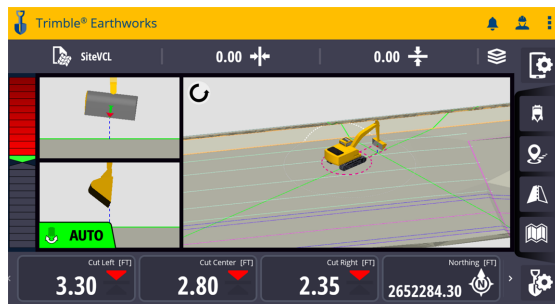 Trimble® Earthworks
SiteVCL 0.00 0.00
AUTO
Cut Left [FT] Cut Center [FT] Cut Right [FT] Northing [FT]
3.30 2.80 2.35 2652284.30 N